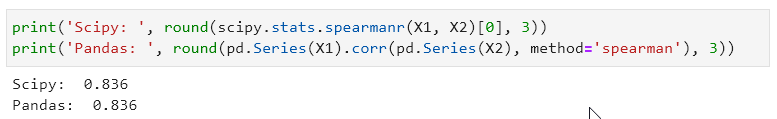 print('Scipy: ', round(scipy.stats.spearmanr(X1, X2)[0], 3))
print('Pandas: ', round(pd.Series(X1).corr(pd.Series(X2), method='spearman'), 3))
Scipy:  0.836
Pandas:  0.836